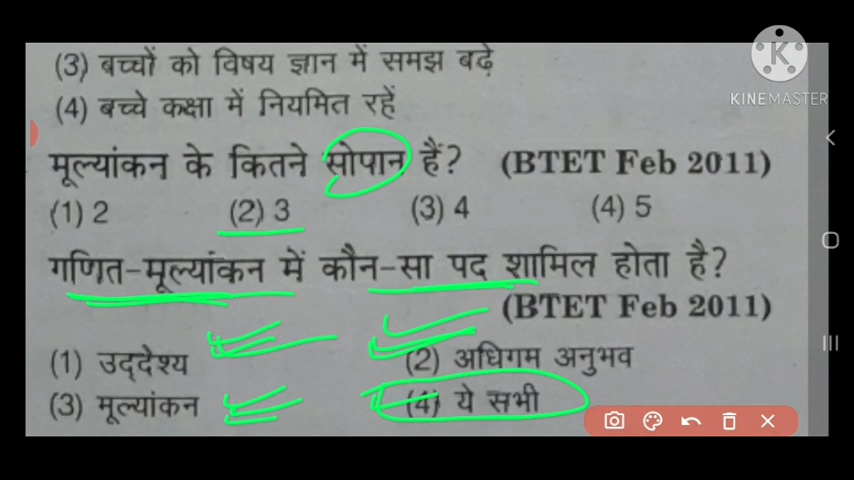 (3) बच्चों को विषय ज्ञान में समझ बढ़े
(4) बच्चे कक्षा में नियमित रहें
मूल्यांकन के कितने सोपान हैं? (BTET Feb 2011)
(1) 2 (2) 3 (3) 4 (4) 5
गणित-मूल्यांकन में कौन-सा पद शामिल होता है?
(BTET Feb 2011)
(1) उद्देश्य (2) अधिगम अनुभव
(3) मूल्यांकन (4) ये सभी
K
KINEMASTER